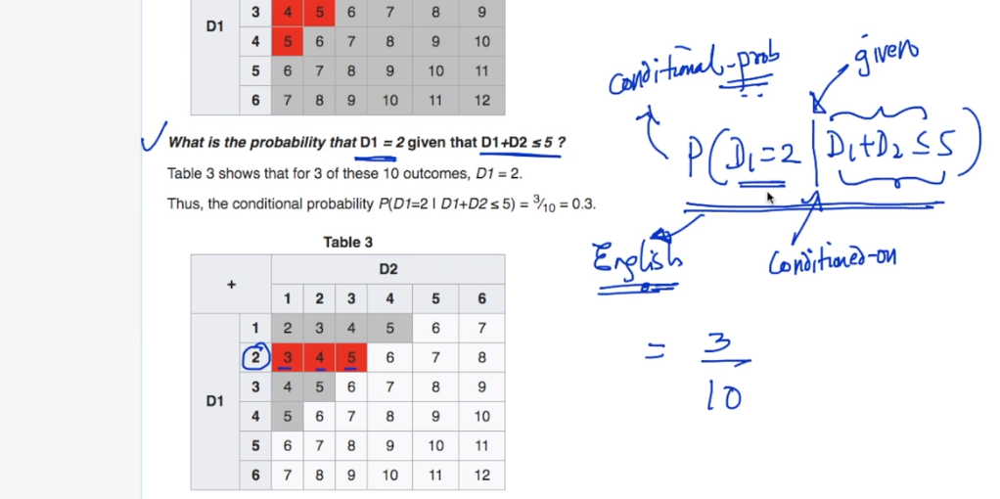 3 4 5 6 7 8 9
D1
4 5 6 7 8 9 10
5 6 7 8 9 10 11
6 7 8 9 10 11 12
What is the probability that D1 = 2 given that D1+D2 ≤ 5 ?
Table 3 shows that for 3 of these 10 outcomes, D1 = 2.
Thus, the conditional probability P(D1=2 | D1+D2 ≤ 5) = 3/10 = 0.3.
Table 3
D2
+
1 2 3 4 5 6
1 2 3 4 5 6 7
2 3 4 5 6 7 8
3 4 5 6 7 8 9
D1
4 5 6 7 8 9 10
5 6 7 8 9 10 11
6 7 8 9 10 11 12
conditional-prob
given
P(D₁=2 | D₁+D₂ ≤ 5)
English
Conditioned-on
= 3/10